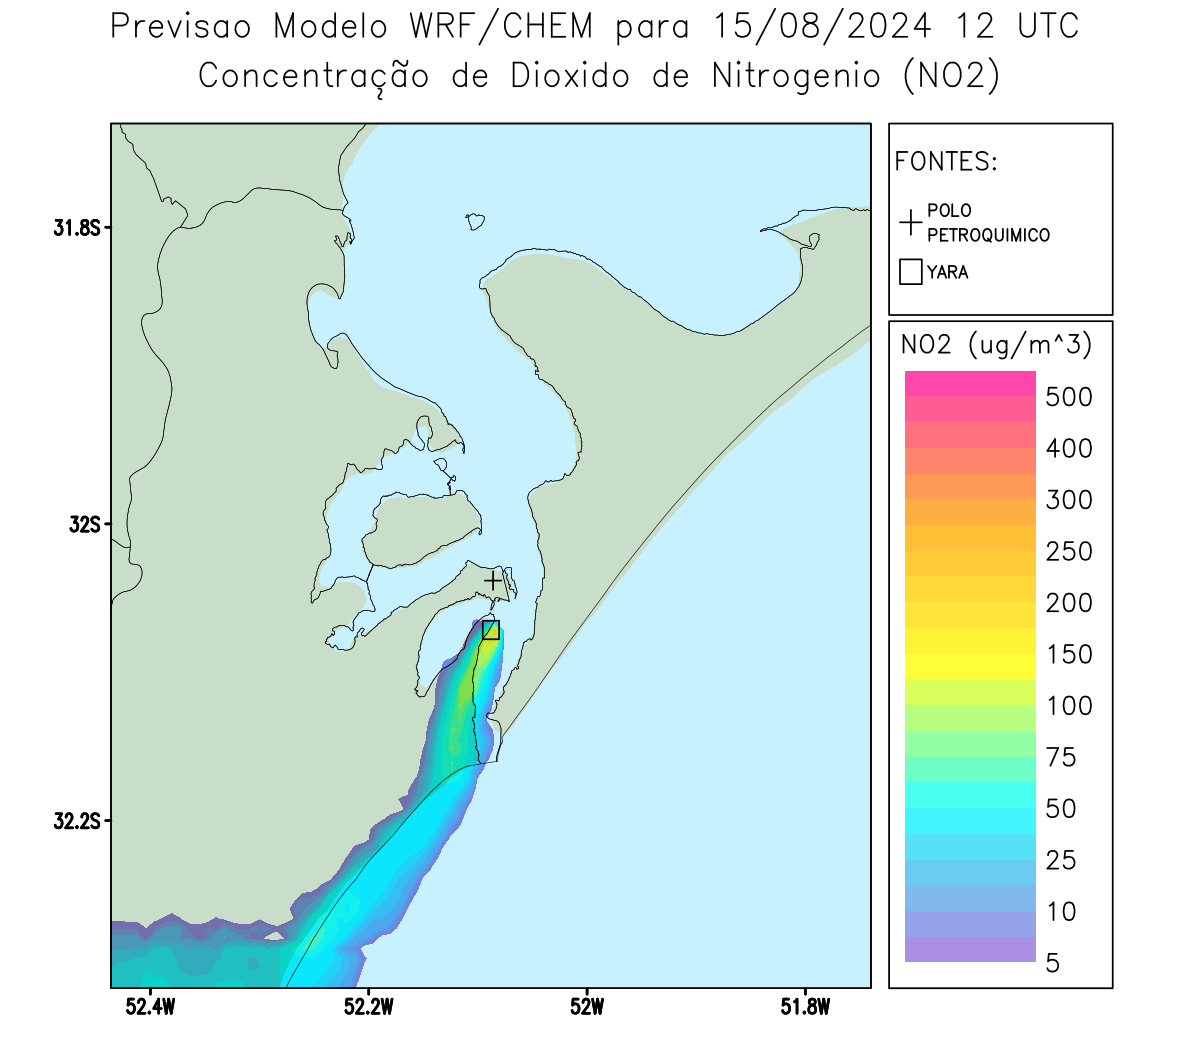 Previsao Modelo WRF/CHEM para 15/08/2024 12 UTC
Concentração de Dioxido de Nitrogenio (NO2)
FONTES:
POLO
PETROQUIMICO
YARA
NO2 (ug/m^3)
500
400
300
250
200
150
100
75
50
25
10
5
31.8S
32S
32.2S
52.4W
52.2W
52W
51.8W